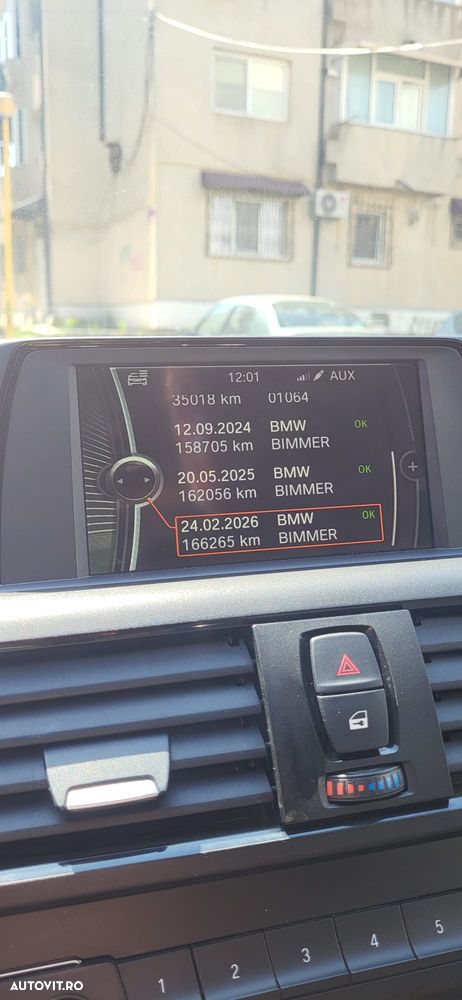 12:01 AUX
35018 km 01064
12.09.2024 BMW OK
158705 km BIMMER
20.05.2025 BMW OK
162056 km BIMMER
24.02.2026 BMW OK
166265 km BIMMER
+
1 2 3 4 5
AUTOVIT.RO